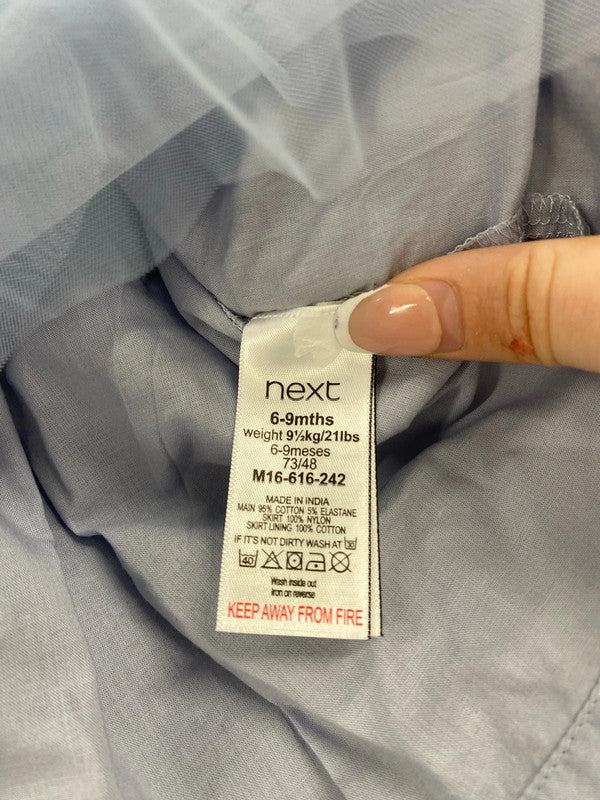 next
6-9mths
weight 9½kg/21lbs
6-9meses
73/48
M16-616-242
MADE IN INDIA
MAIN 95% COTTON 5% ELASTANE
SKIRT 100% NYLON
SKIRT LINING 100% COTTON
IF IT'S NOT DIRTY WASH AT 30
40
Wash inside out
iron on reverse
KEEP AWAY FROM FIRE